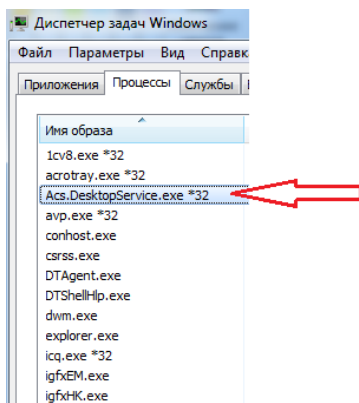 Диспетчер задач Windows
Файл Параметры Вид Справк
Приложения Процессы Службы
Имя образа
1cv8.exe *32
acrotray.exe *32
Acs.DesktopService.exe *32
avp.exe *32
conhost.exe
csrss.exe
DTAgent.exe
DTShellHlp.exe
dwm.exe
explorer.exe
icq.exe *32
igfxEM.exe
igfxHK.exe